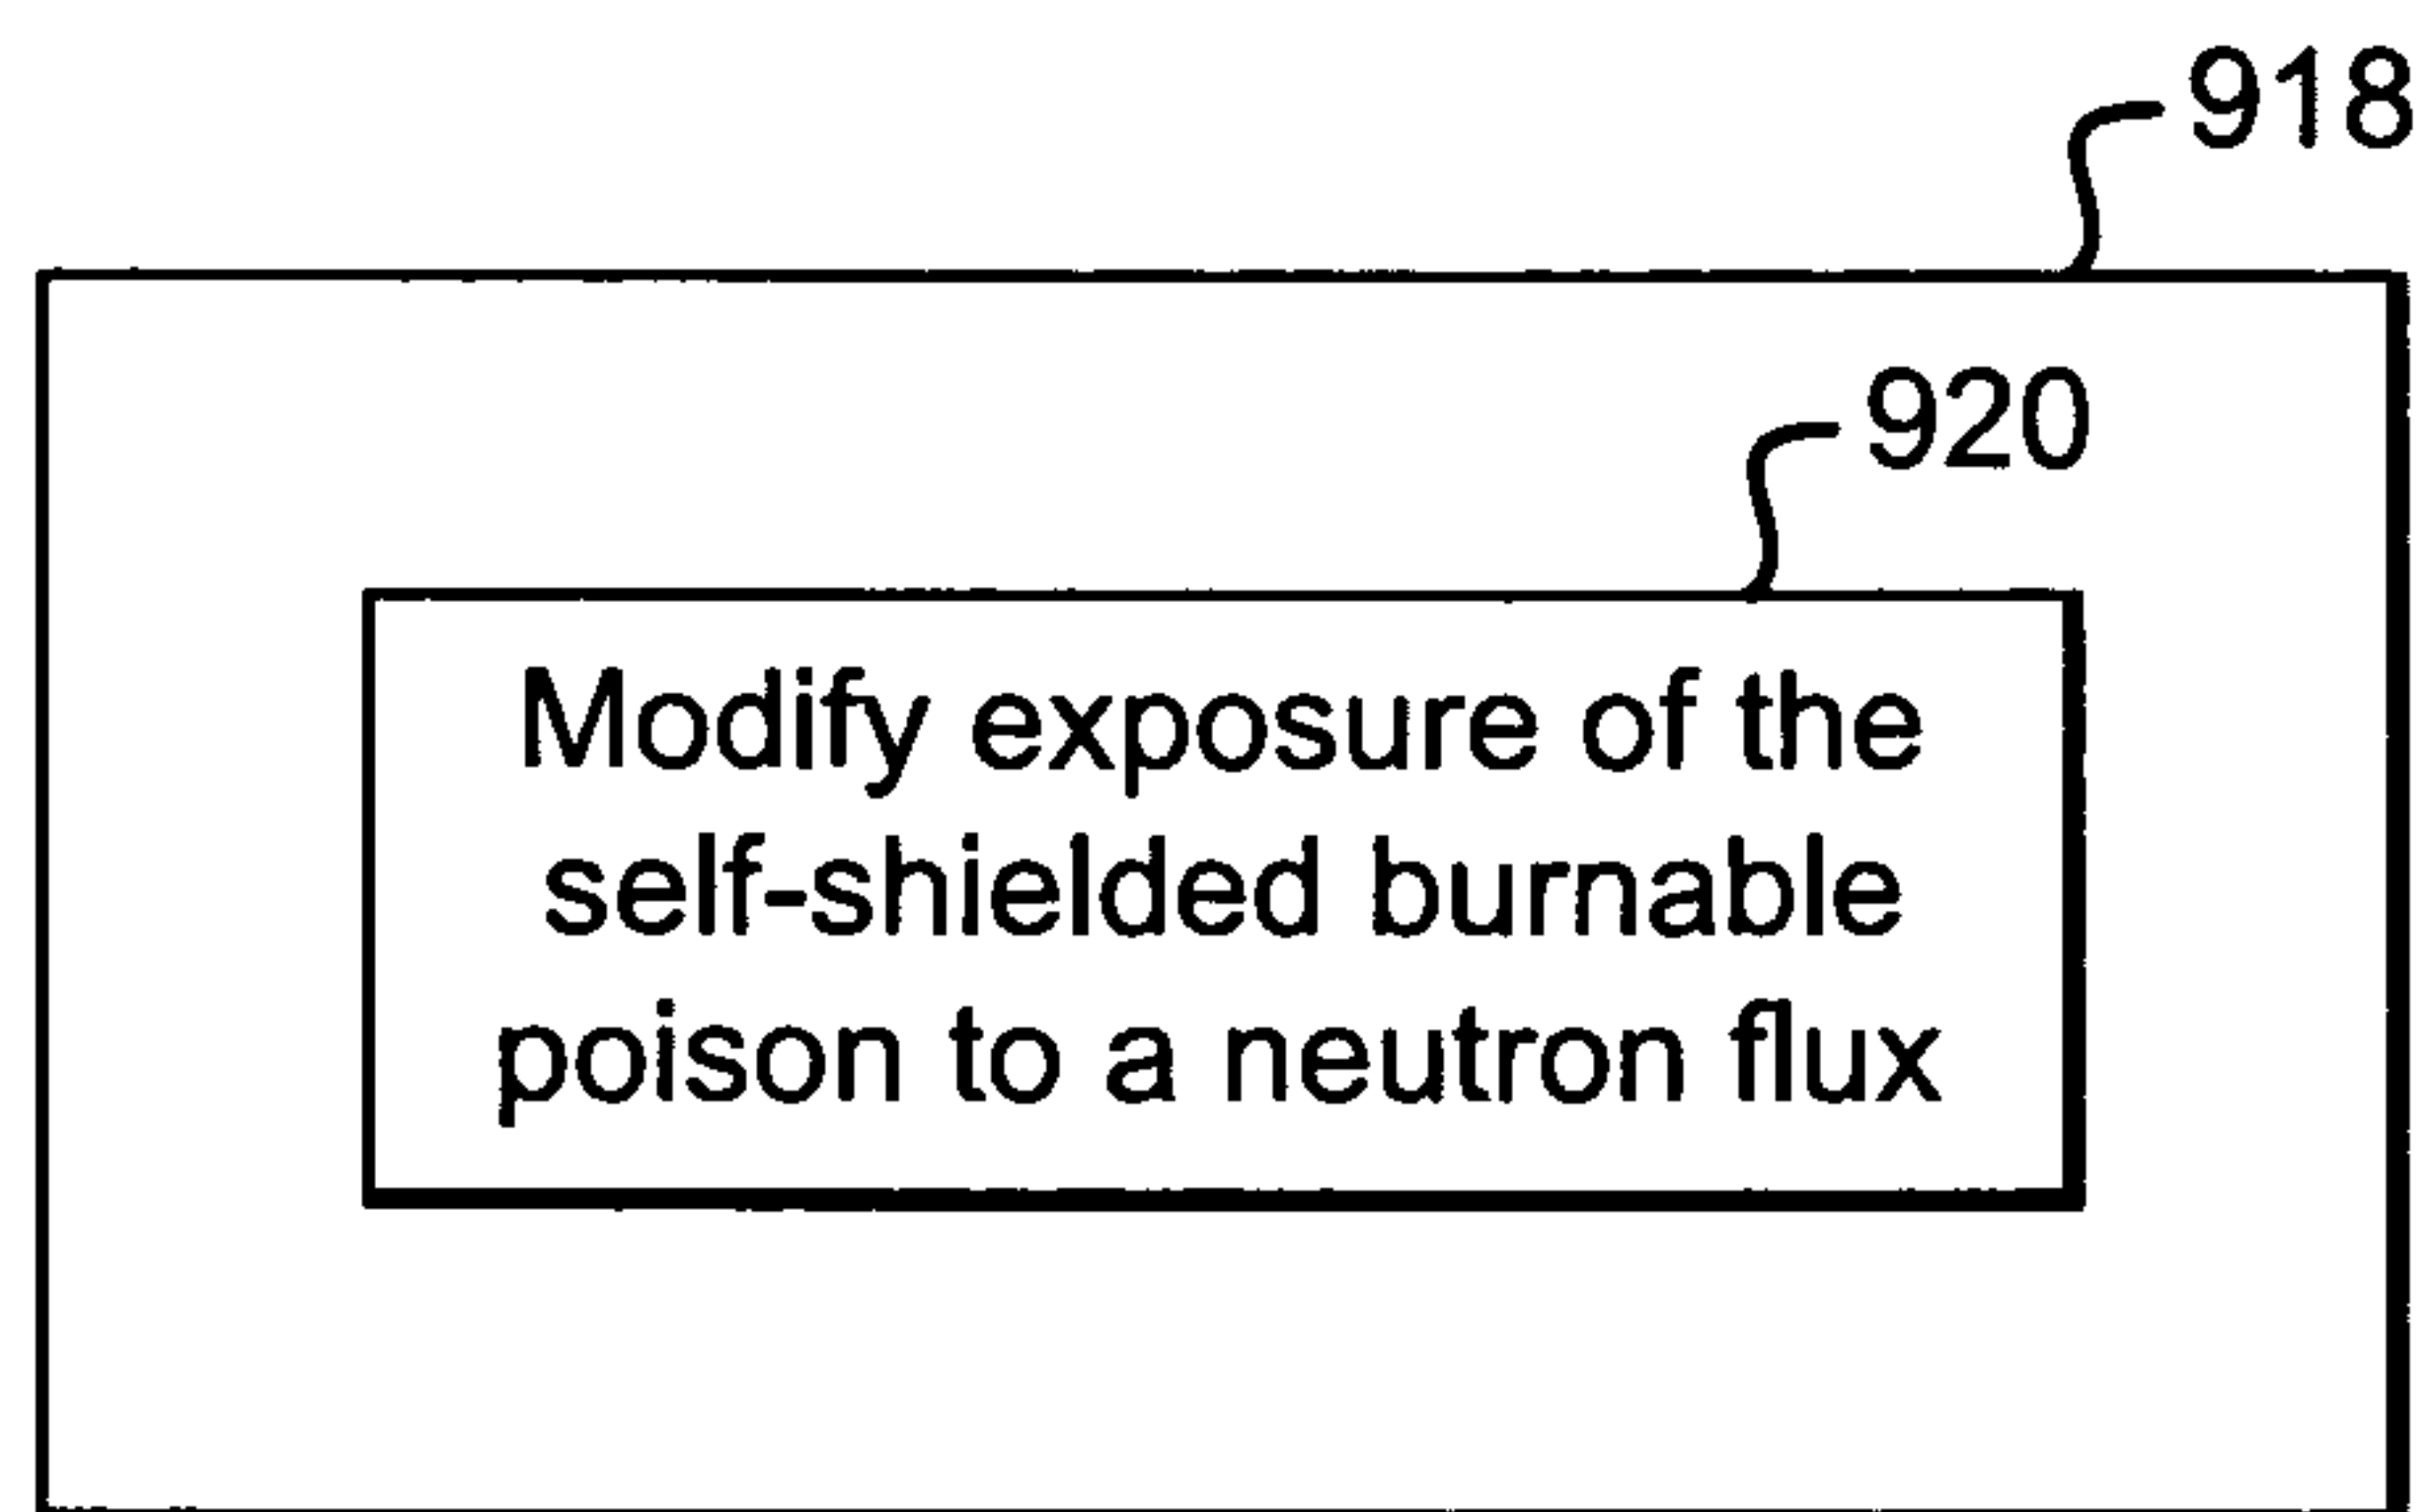 918
920
Modify exposure of the
self-shielded burnable
poison to a neutron flux